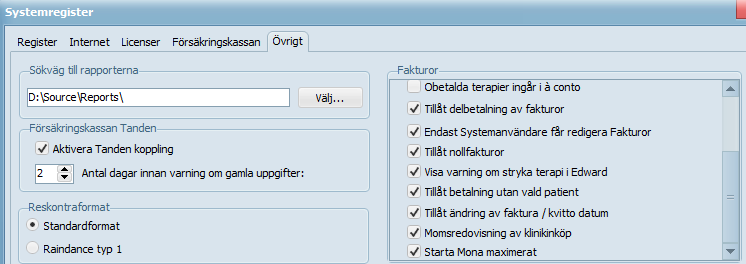 Systemregister
Register Internet Licenser Försäkringskassan Övrigt
Sökväg till rapporterna
D:\Source\Reports\ Välj...
Försäkringskassan Tanden
Aktivera Tanden koppling
2 Antal dagar innan varning om gamla uppgifter:
Reskontraformat
Standardformat
Raindance typ 1
Fakturor
Obetalda terapier ingår i à conto
Tillåt delbetalning av fakturor
Endast Systemanvändare får redigera Fakturor
Tillåt nollfakturor
Visa varning om stryka terapi i Edward
Tillåt betalning utan vald patient
Tillåt ändring av faktura / kvitto datum
Momsredovisning av klinikinköp
Starta Mona maximerat